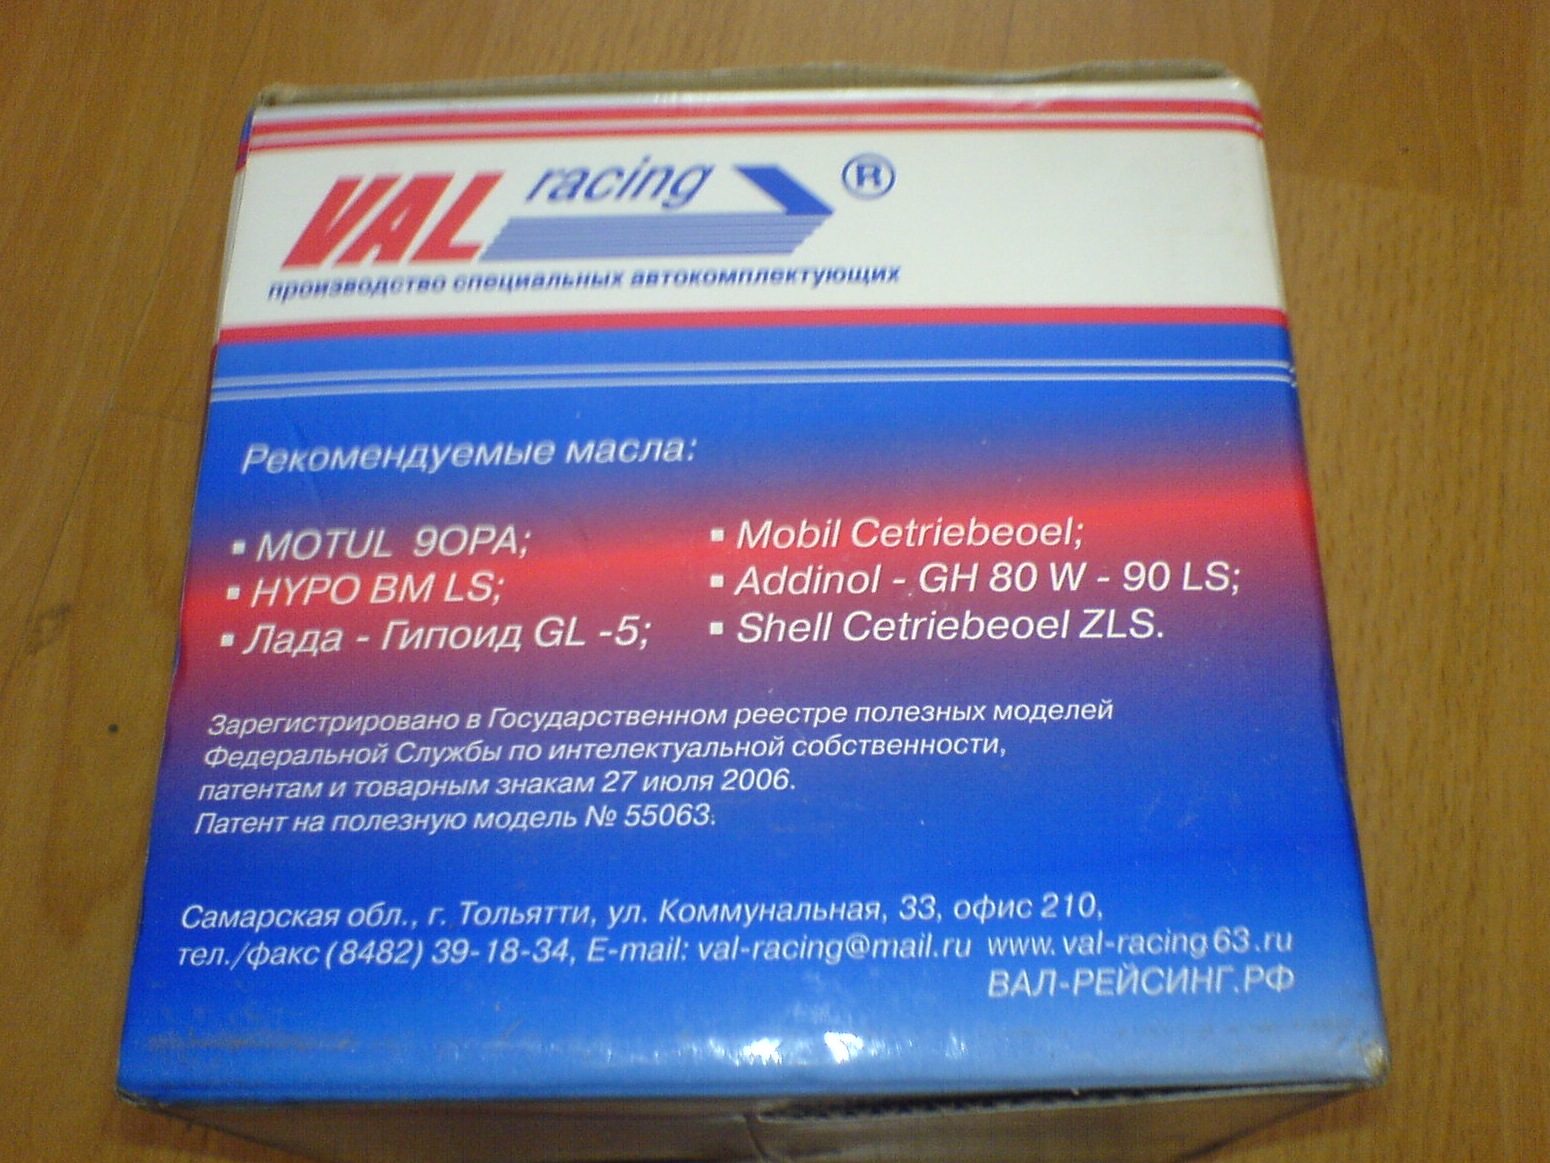 VAL racing ®
производство специальных автокомплектующих
Рекомендуемые масла:
▪ MOTUL 9OPA;
▪ HYPO BM LS;
▪ Лада - Гипоид GL -5;
▪ Mobil Cetriebeoel;
▪ Addinol - GH 80 W - 90 LS;
▪ Shell Cetriebeoel ZLS.
Зарегистрировано в Государственном реестре полезных моделей
Федеральной Службы по интелектуальной собственности,
патентам и товарным знакам 27 июля 2006.
Патент на полезную модель № 55063.
Самарская обл., г. Тольятти, ул. Коммунальная, 33, офис 210,
тел./факс (8482) 39-18-34, E-mail: val-racing@mail.ru www.val-racing63.ru
ВАЛ-РЕЙСИНГ.РФ